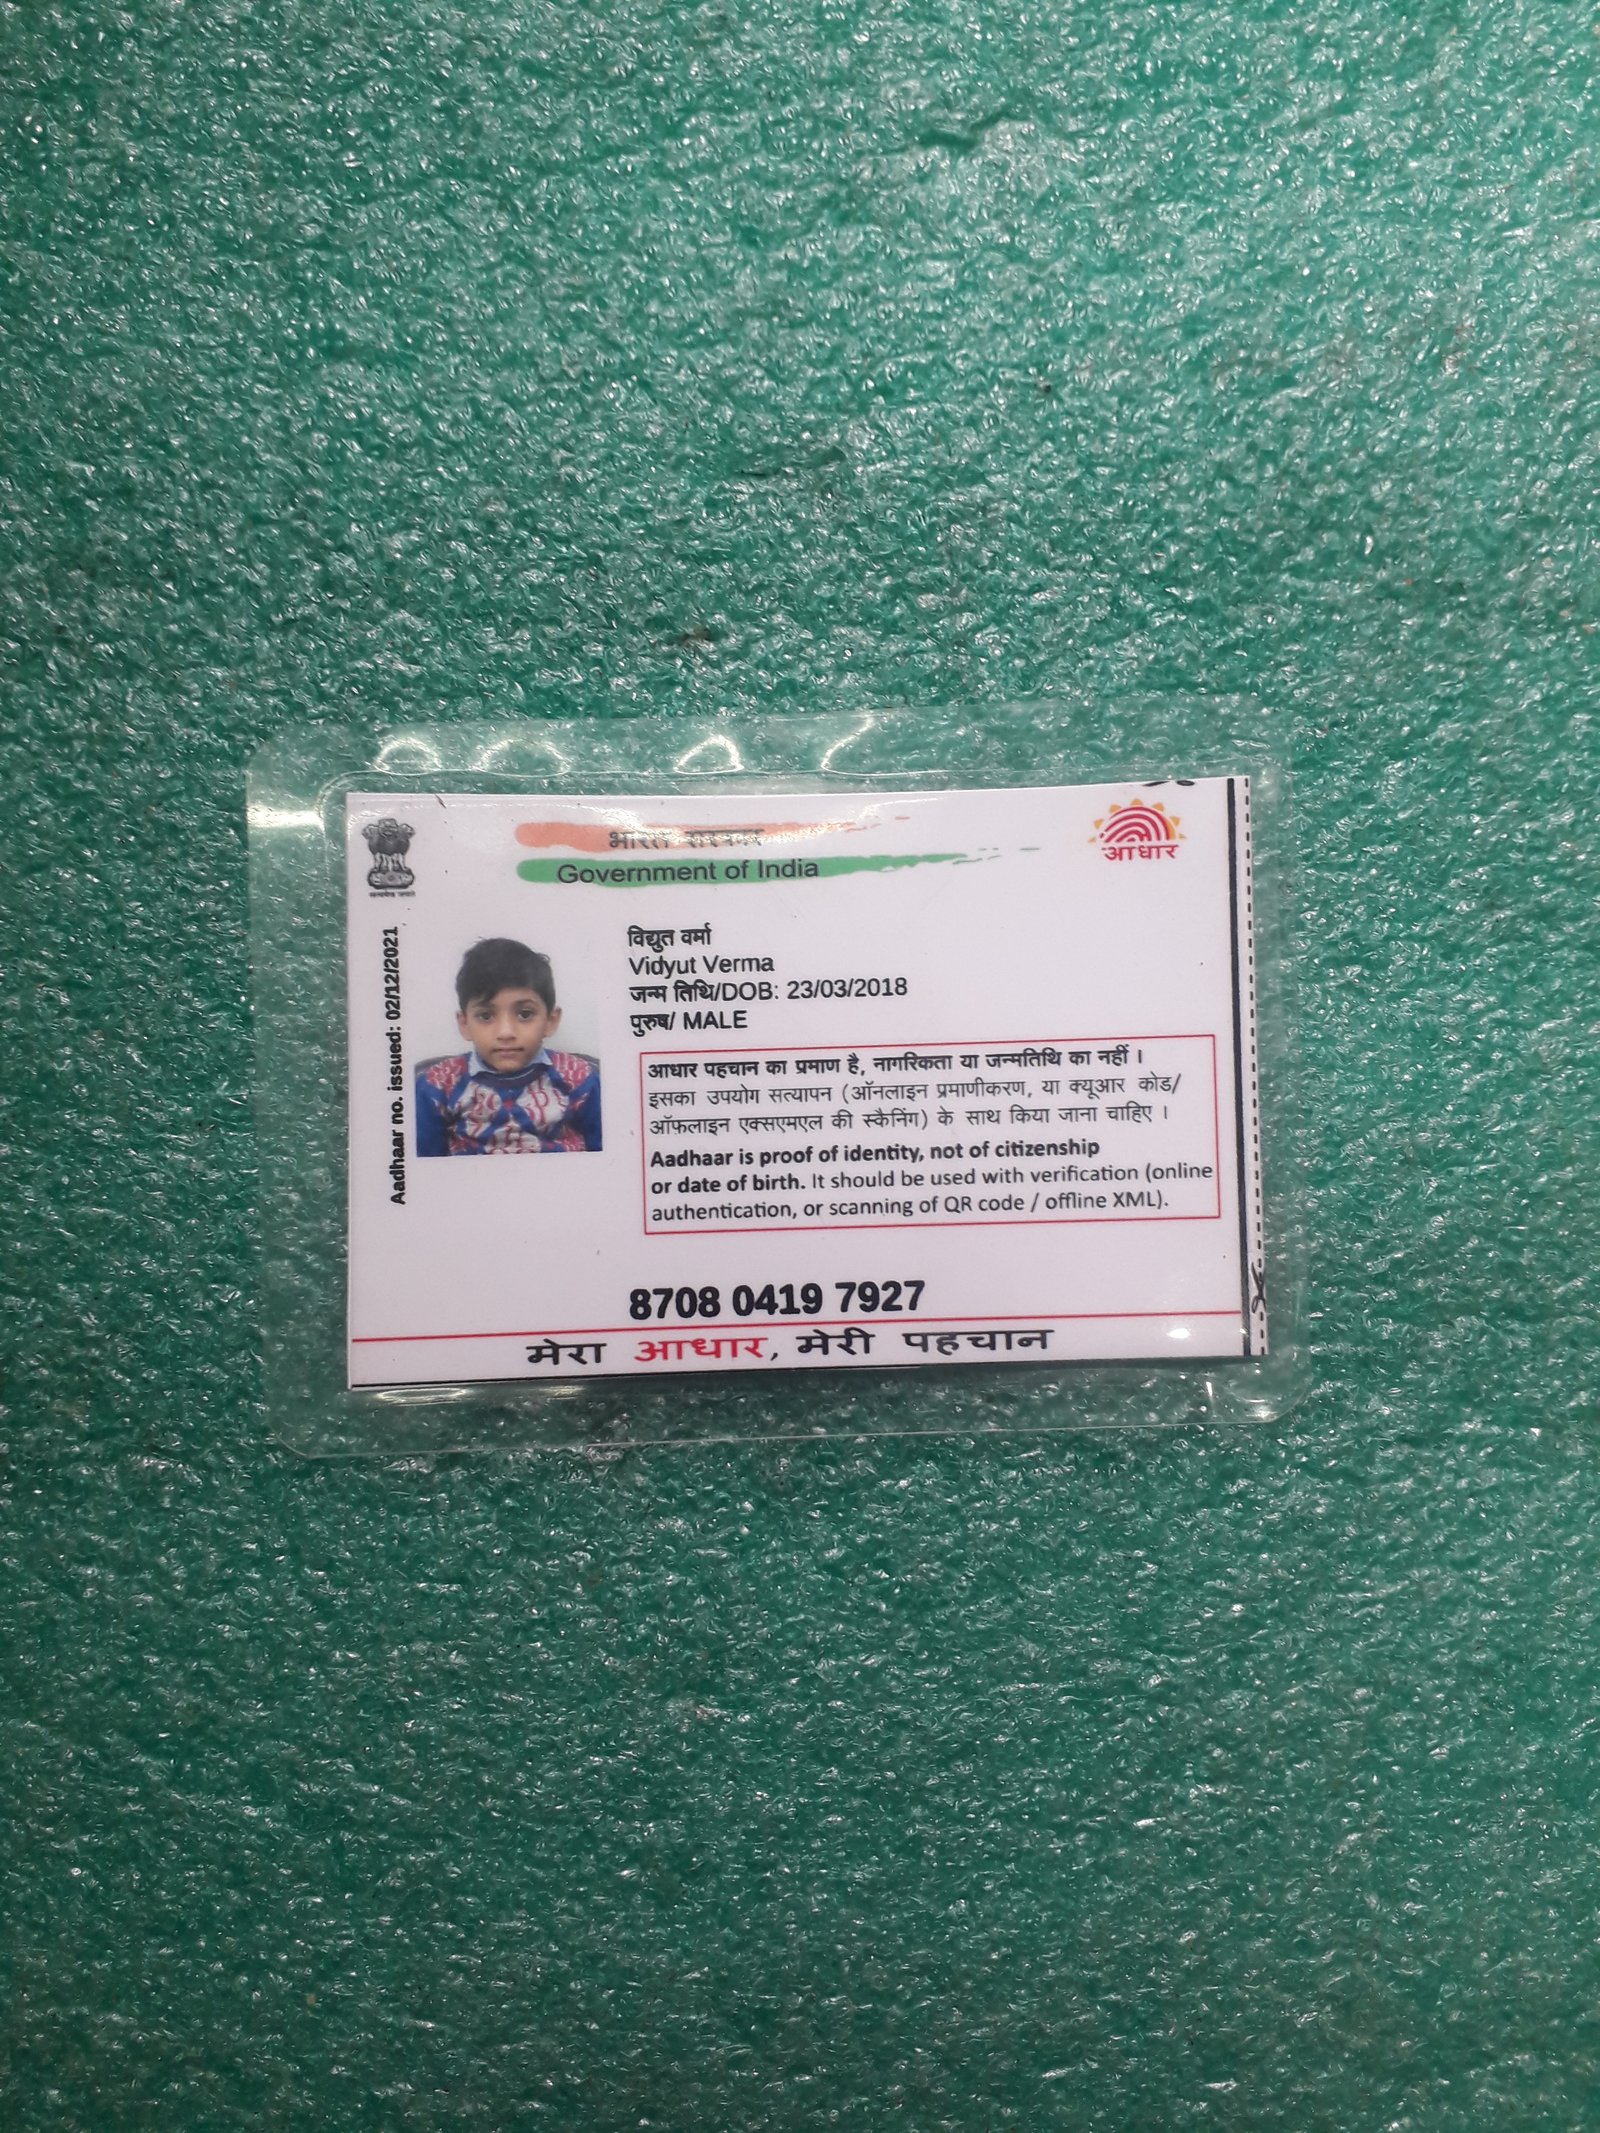 भारत सरकार
Government of India
आधार
Aadhaar no. issued: 02/12/2021
विद्युत वर्मा
Vidyut Verma
जन्म तिथि/DOB: 23/03/2018
पुरुष/ MALE
आधार पहचान का प्रमाण है, नागरिकता या जन्मतिथि का नहीं ।
इसका उपयोग सत्यापन (ऑनलाइन प्रमाणीकरण, या क्यूआर कोड/
ऑफलाइन एक्सएमएल की स्कैनिंग) के साथ किया जाना चाहिए ।
Aadhaar is proof of identity, not of citizenship
or date of birth. It should be used with verification (online
authentication, or scanning of QR code / offline XML).
8708 0419 7927
मेरा आधार, मेरी पहचान